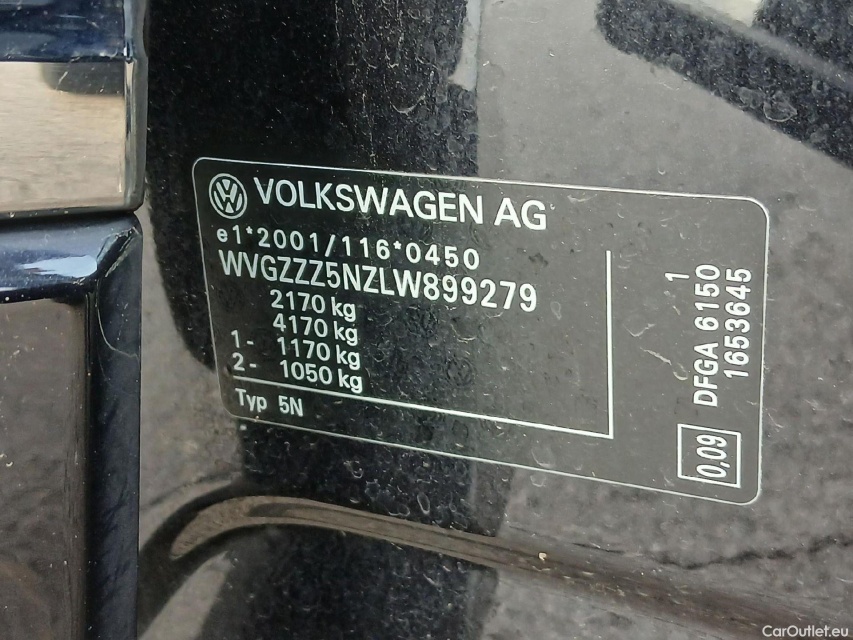 VOLKSWAGEN AG
e1*2001/116*0450
WVGZZZ5NZLW899279
2170 kg
4170 kg
1- 1170 kg
2- 1050 kg
Typ 5N
1
DFGA 6150
1653645
0,09
CarOutlet.eu